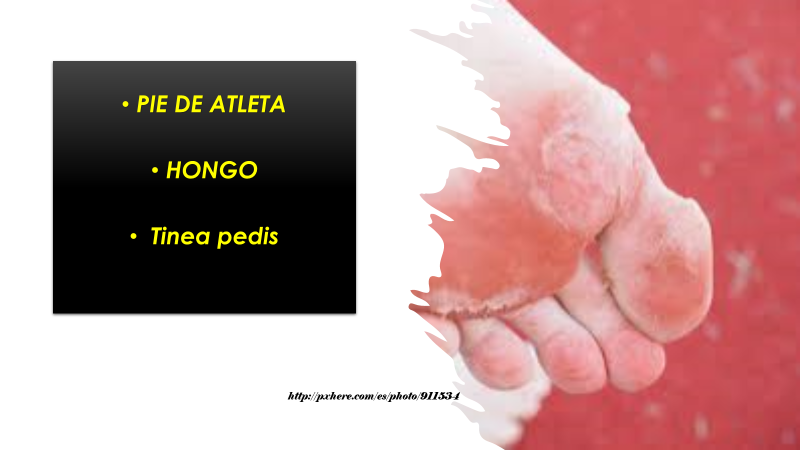 • PIE DE ATLETA
• HONGO
• Tinea pedis
http://pxhere.com/es/photo/911534